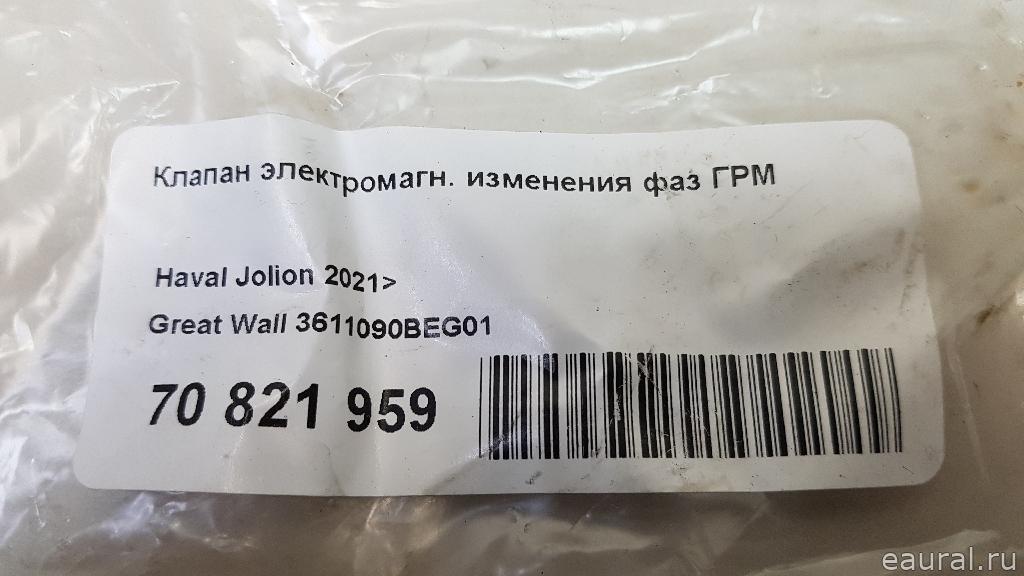 Клапан электромагн. изменения фаз ГРМ
Haval Jolion 2021>
Great Wall 3611090BEG01
70 821 959
eaural.ru